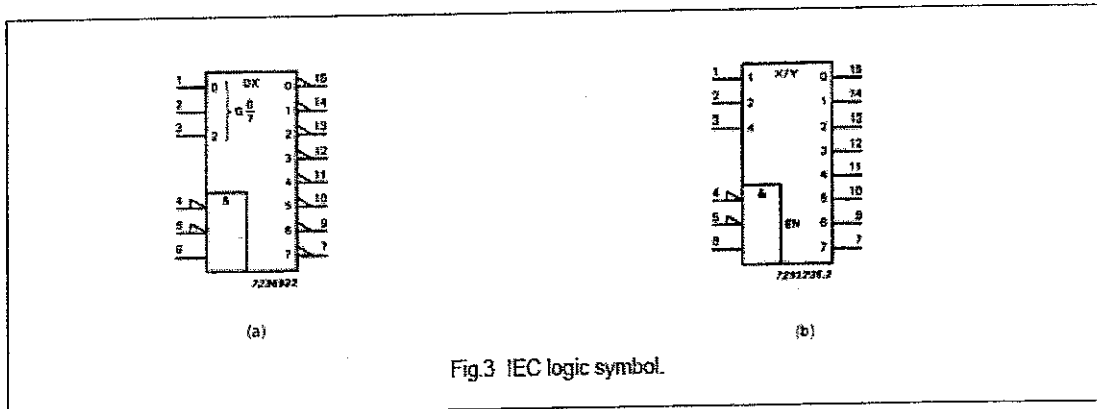 1 0 DX 0 15
2 G 0/7 1 14
3 2 2 13
3 12
4 11
4 & 5 10
5 6 9
6 7 7
(a)
1 1 X/Y 0 15
2 2 1 14
3 4 2 13
3 12
4 11
4 & 5 10
5 EN 6 9
6 7 7
(b)
Fig.3 IEC logic symbol.